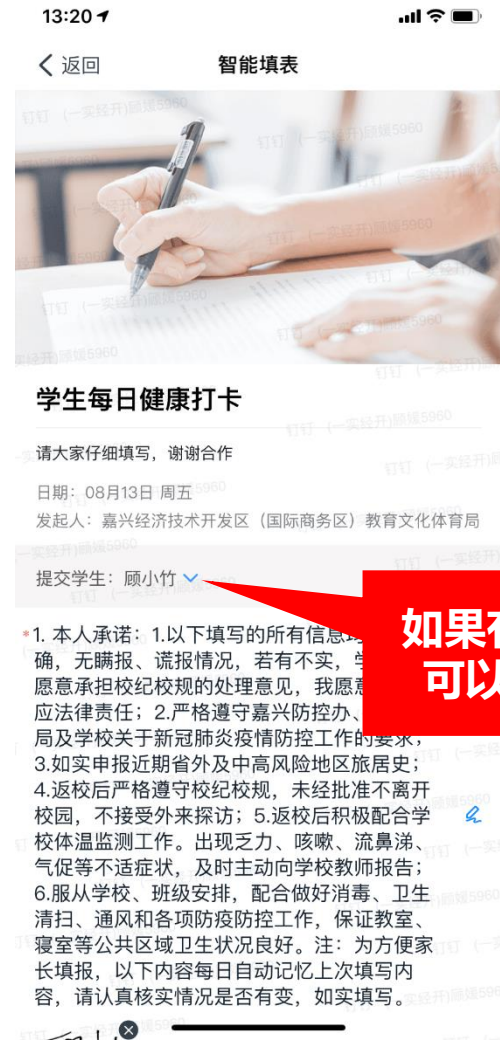 13:20
返回
智能填表
学生每日健康打卡
请大家仔细填写，谢谢合作
日期：08月13日 周五
发起人：嘉兴经济技术开发区（国际商务区）教育文化体育局
提交学生：顾小竹
如果
可以
*1. 本人承诺：1.以下填写的所有信息
确，无瞒报、谎报情况，若有不实，
愿意承担校纪校规的处理意见，我愿
应法律责任；2.严格遵守嘉兴防控办、
局及学校关于新冠肺炎疫情防控工作的要求；
3.如实申报近期省外及中高风险地区旅居史；
4.返校后严格遵守校纪校规，未经批准不离开
校园，不接受外来探访；5.返校后积极配合学
校体温监测工作。出现乏力、咳嗽、流鼻涕、
气促等不适症状，及时主动向学校教师报告；
6.服从学校、班级安排，配合做好消毒、卫生
清扫、通风和各项防疫防控工作，保证教室、
寝室等公共区域卫生状况良好。注：为方便家
长填报，以下内容每日自动记忆上次填写内
容，请认真核实情况是否有变，如实填写。
钉钉 (一实经开)顾媛5960